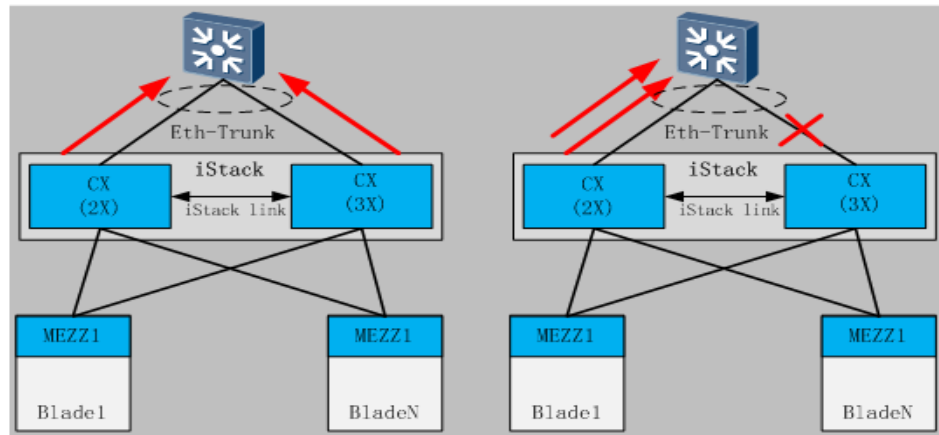 Eth-Trunk
iStack
CX
(2X)
iStack link
CX
(3X)
MEZZ1
Blade1
MEZZ1
BladeN
Eth-Trunk
iStack
CX
(2X)
iStack link
CX
(3X)
MEZZ1
Blade1
MEZZ1
BladeN